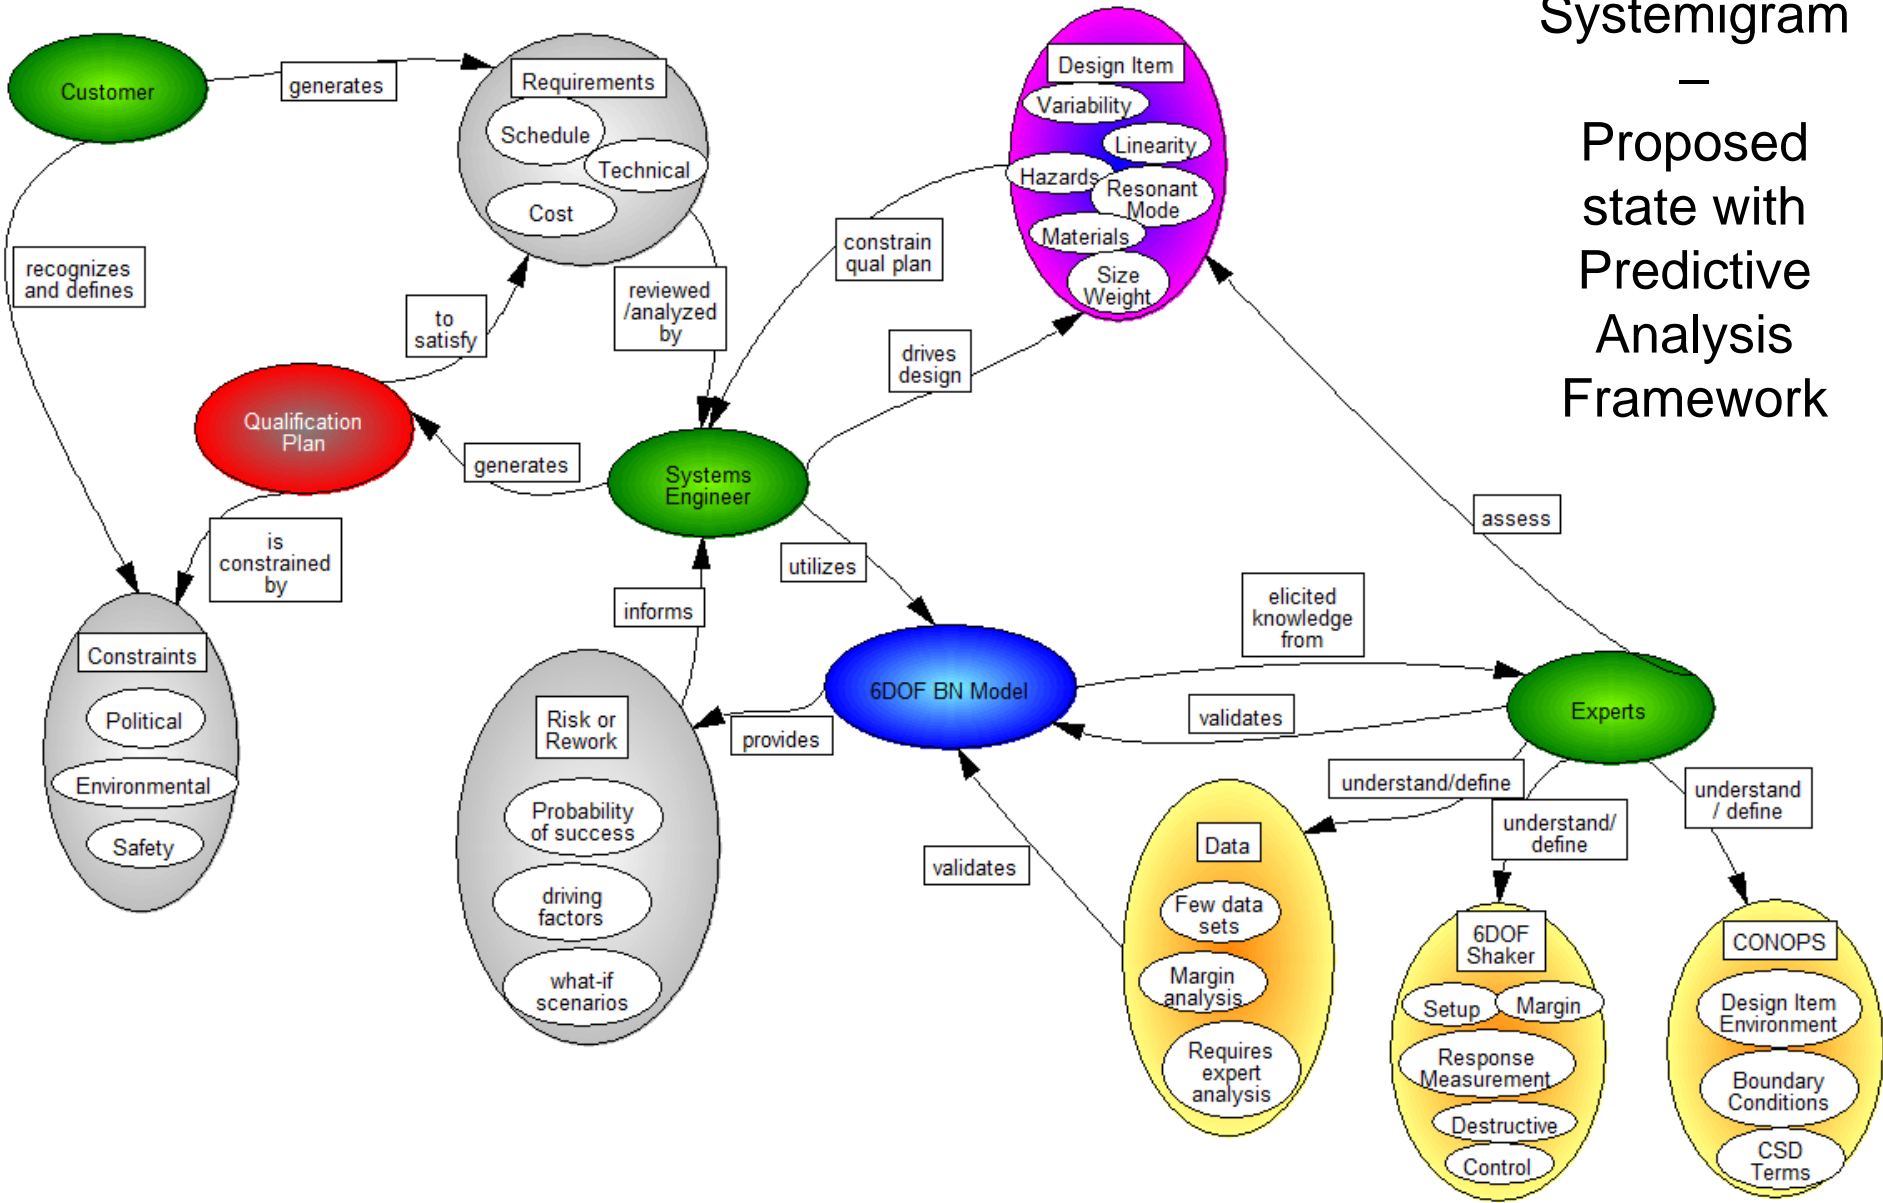 Systemigram
–
Proposed
state with
Predictive
Analysis
Framework
Customer
generates
Requirements
Schedule
Technical
Cost
Design Item
Variability
Linearity
Hazards
Resonant
Mode
Materials
Size
Weight
recognizes
and defines
to
satisfy
reviewed
/analyzed
by
constrain
qual plan
drives
design
Qualification
Plan
generates
Systems
Engineer
is
constrained
by
utilizes
informs
assess
Constraints
Political
Environmental
Safety
Risk or
Rework
Probability
of success
driving
factors
what-if
scenarios
provides
6DOF BN Model
elicited
knowledge
from
validates
Experts
validates
understand/define
understand/
define
understand
/ define
Data
Few data
sets
Margin
analysis
Requires
expert
analysis
6DOF
Shaker
Setup
Margin
Response
Measurement
Destructive
Control
CONOPS
Design Item
Environment
Boundary
Conditions
CSD
Terms